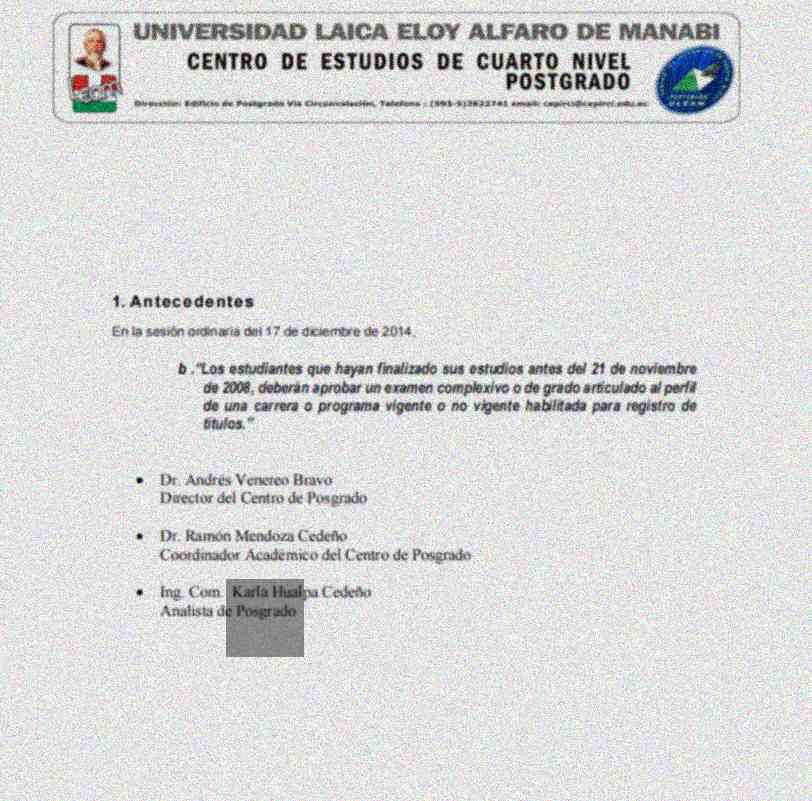 UNIVERSIDAD LAICA ELOY ALFARO DE MANABI
CENTRO DE ESTUDIOS DE CUARTO NIVEL
POSTGRADO
Dirección: Edificio de Postgrado Vía Circunvalación, Telefono : (593-5)2622741 email: cepirci@cepirci.edu.ec
1. Antecedentes
En la sesión ordinaria del 17 de diciembre de 2014,
b ."Los estudiantes que hayan finalizado sus estudios antes del 21 de noviembre
de 2008, deberán aprobar un examen complexivo o de grado articulado al perfil
de una carrera o programa vigente o no vigente habilitada para registro de
títulos."
• Dr. Andrés Venereo Bravo
Director del Centro de Posgrado
• Dr. Ramón Mendoza Cedeño
Coordinador Académico del Centro de Posgrado
• Ing. Com. Karla Hualpa Cedeño
Analista de Posgrado